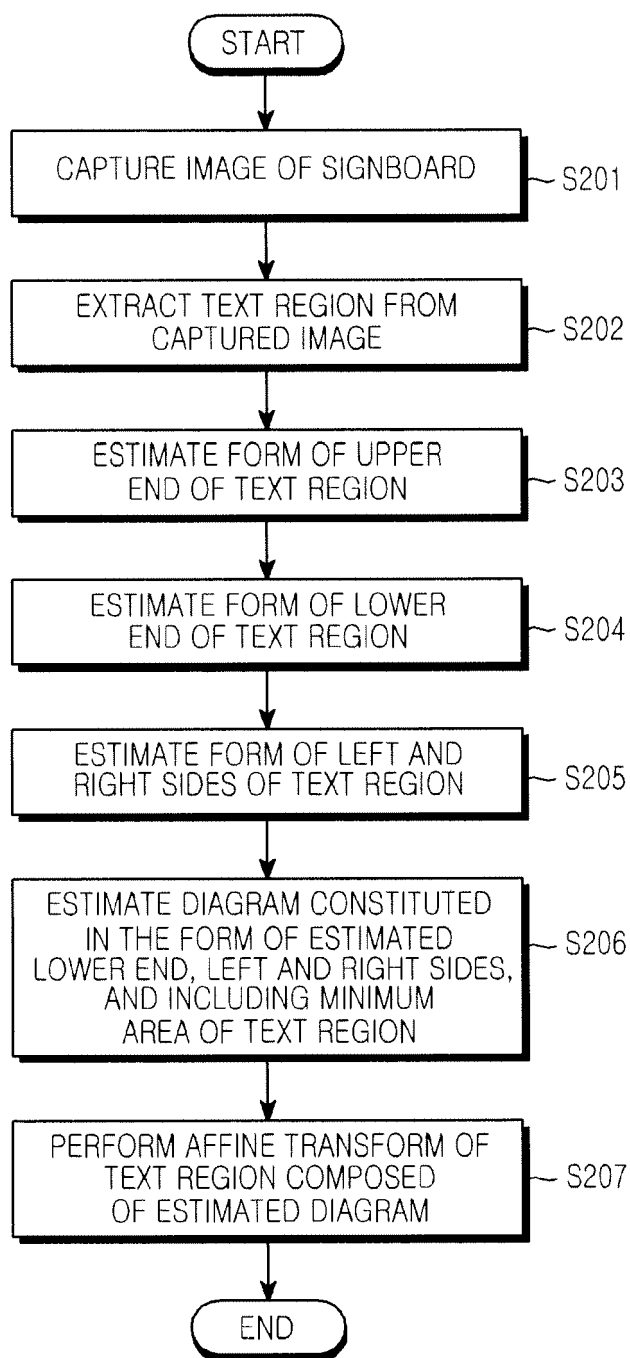 START
CAPTURE IMAGE OF SIGNBOARD
S201
EXTRACT TEXT REGION FROM
CAPTURED IMAGE
S202
ESTIMATE FORM OF UPPER
END OF TEXT REGION
S203
ESTIMATE FORM OF LOWER
END OF TEXT REGION
S204
ESTIMATE FORM OF LEFT AND
RIGHT SIDES OF TEXT REGION
S205
ESTIMATE DIAGRAM CONSTITUTED
IN THE FORM OF ESTIMATED
LOWER END, LEFT AND RIGHT SIDES,
AND INCLUDING MINIMUM
AREA OF TEXT REGION
S206
PERFORM AFFINE TRANSFORM OF
TEXT REGION COMPOSED
OF ESTIMATED DIAGRAM
S207
END